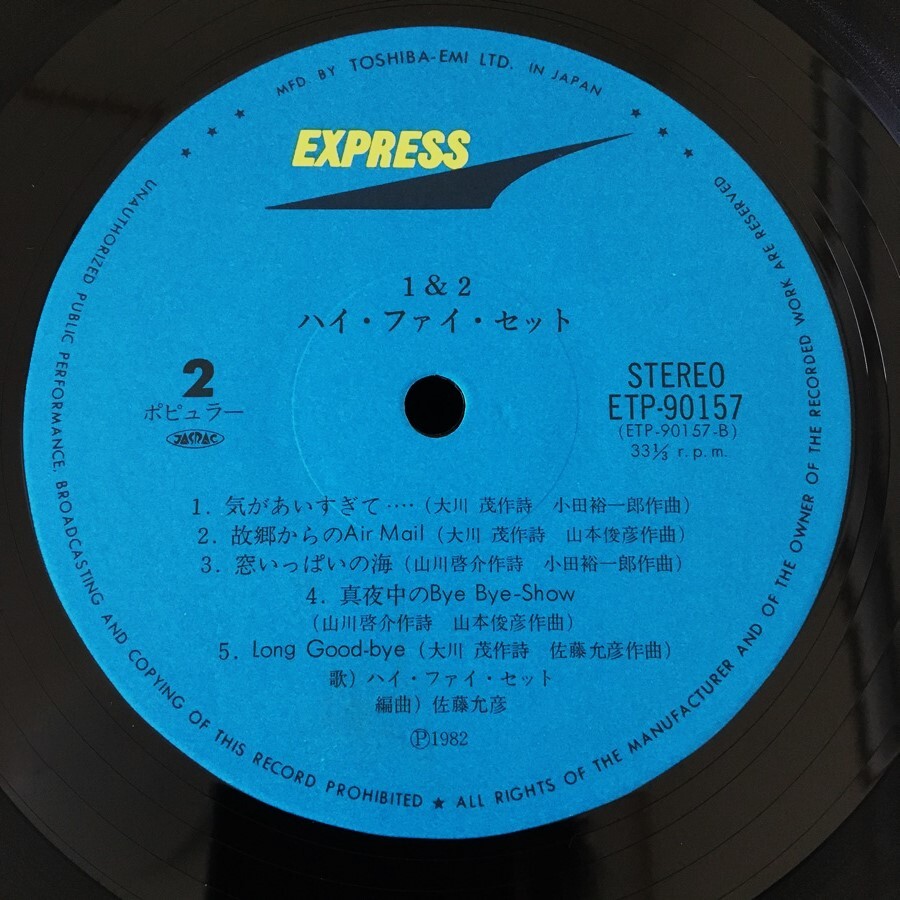 MFD. BY TOSHIBA-EMI LTD. IN JAPAN
★ ★ ★
★ ★ ★
EXPRESS
1 & 2
ハイ・ファイ・セット
2
ポピュラー
JASRAC
STEREO
ETP-90157
(ETP-90157-B)
33⅓ r.p.m.
1. 気があいすぎて‥‥(大川 茂作詩 小田裕一郎作曲)
2. 故郷からのAir Mail (大川 茂作詩 山本俊彦作曲)
3. 窓いっぱいの海 (山川啓介作詩 小田裕一郎作曲)
4. 真夜中のBye Bye-Show
(山川啓介作詩 山本俊彦作曲)
5. Long Good-bye (大川 茂作詩 佐藤允彦作曲)
歌) ハイ・ファイ・セット
編曲) 佐藤允彦
Ⓟ1982
UNAUTHORIZED PUBLIC PERFORMANCE, BROADCASTING AND COPYING OF THIS RECORD PROHIBITED ★ ALL RIGHTS OF THE MANUFACTURER AND OF THE OWNER OF THE RECORDED WORK ARE RESERVED